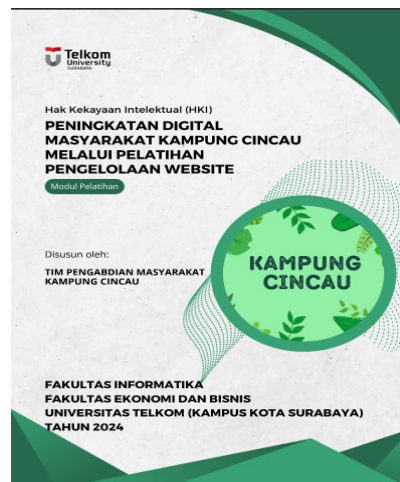 Telkom
University
SURABAYA
Hak Kekayaan Intelektual (HKI)
PENINGKATAN DIGITAL
MASYARAKAT KAMPUNG CINCAU
MELALUI PELATIHAN
PENGELOLAAN WEBSITE
Modul Pelatihan
Disusun oleh:
TIM PENGABDIAN MASYARAKAT
KAMPUNG CINCAU
KAMPUNG
CINCAU
FAKULTAS INFORMATIKA
FAKULTAS EKONOMI DAN BISNIS
UNIVERSITAS TELKOM (KAMPUS KOTA SURABAYA)
TAHUN 2024